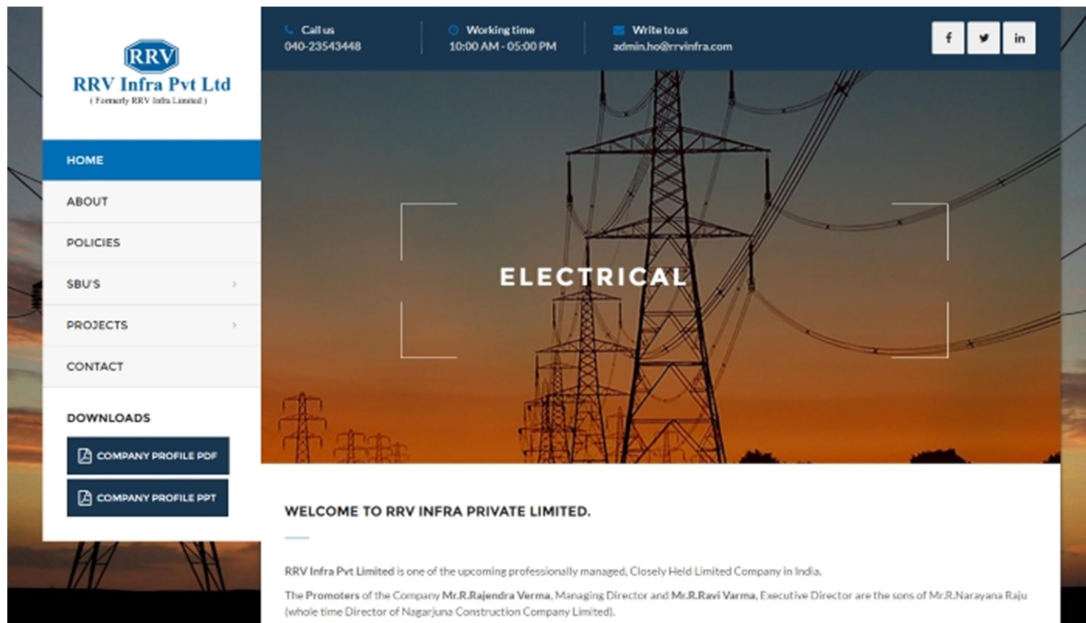 RRV
RRV Infra Pvt Ltd
( Formerly RRV Infra Limited )
HOME
ABOUT
POLICIES
SBU'S
PROJECTS
CONTACT
DOWNLOADS
COMPANY PROFILE PDF
COMPANY PROFILE PPT
Call us
040-23543448
Working time
10:00 AM - 05:00 PM
Write to us
admin.ho@rrvinfra.com
f
in
ELECTRICAL
WELCOME TO RRV INFRA PRIVATE LIMITED.
RRV Infra Pvt Limited is one of the upcoming professionally managed, Closely Held Limited Company in India.
The Promoters of the Company Mr.R.Rajendra Verma, Managing Director and Mr.R.Ravi Varma, Executive Director are the sons of Mr.R.Narayana Raju
(whole time Director of Nagarjuna Construction Company Limited).